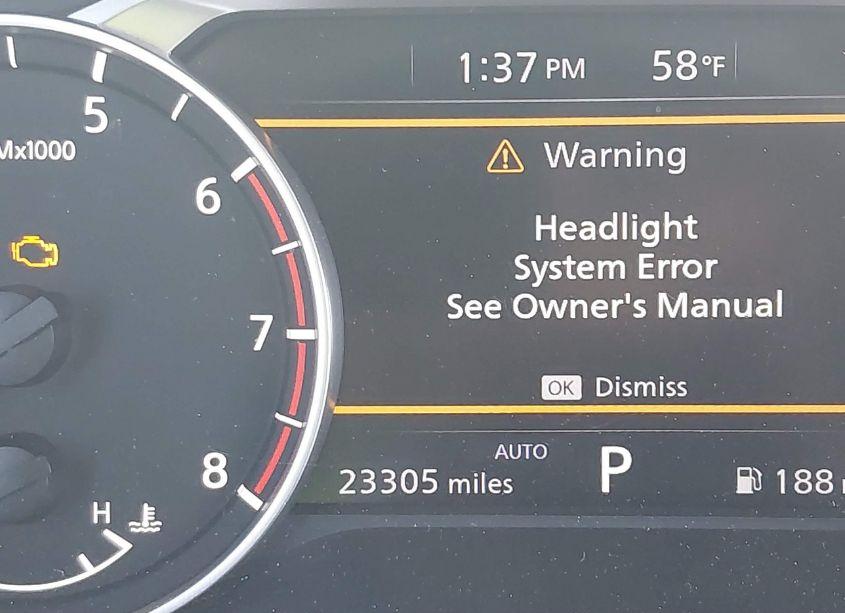 1:37 PM 58°F
5
x1000
6
Warning
Headlight
System Error
See Owner's Manual
7
OK Dismiss
AUTO
8
23305 miles P 188
H